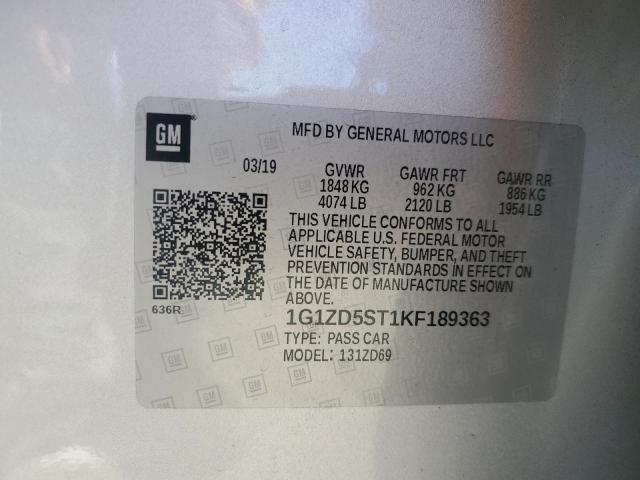 GM
MFD BY GENERAL MOTORS LLC
03/19
GVWR GAWR FRT GAWR RR
1848 KG 962 KG 886 KG
4074 LB 2120 LB 1954 LB
THIS VEHICLE CONFORMS TO ALL
APPLICABLE U.S. FEDERAL MOTOR
VEHICLE SAFETY, BUMPER, AND THEFT
PREVENTION STANDARDS IN EFFECT ON
THE DATE OF MANUFACTURE SHOWN
ABOVE.
636R
1G1ZD5ST1KF189363
TYPE: PASS CAR
MODEL: 131ZD69